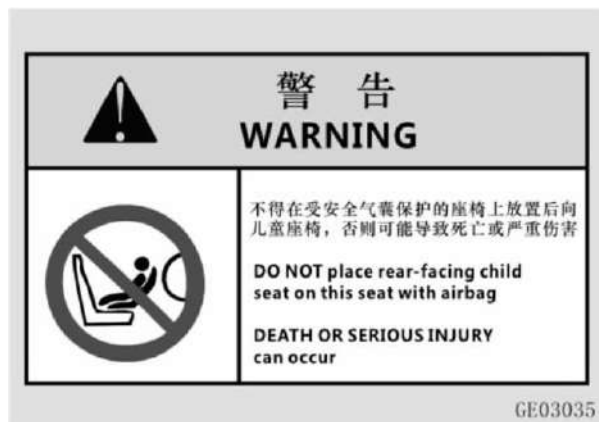 警 告
WARNING
不得在受安全气囊保护的座椅上放置后向
儿童座椅，否则可能导致死亡或严重伤害
DO NOT place rear-facing child
seat on this seat with airbag
DEATH OR SERIOUS INJURY
can occur
GE03035